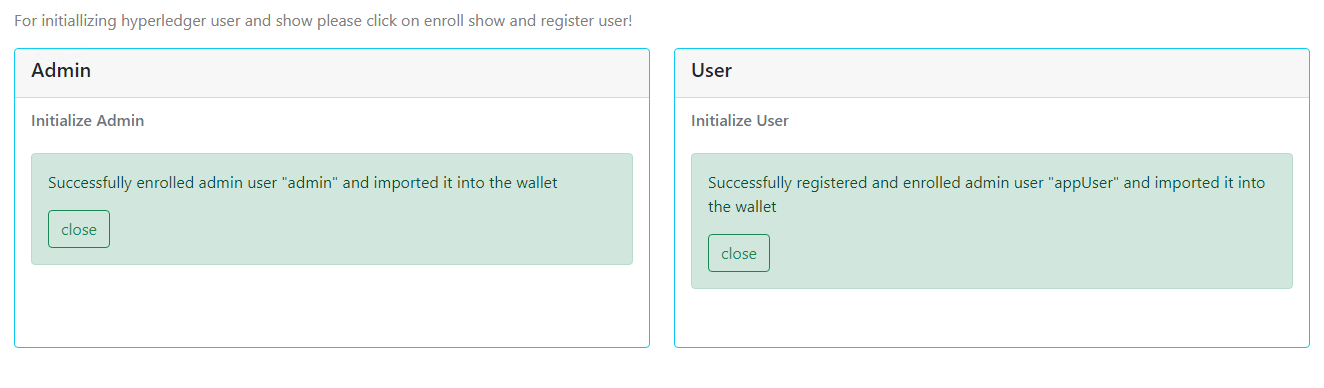 For initiallizing hyperledger user and show please click on enroll show and register user!
Admin
Initialize Admin
Successfully enrolled admin user "admin" and imported it into the wallet
close
User
Initialize User
Successfully registered and enrolled admin user "appUser" and imported it into
the wallet
close